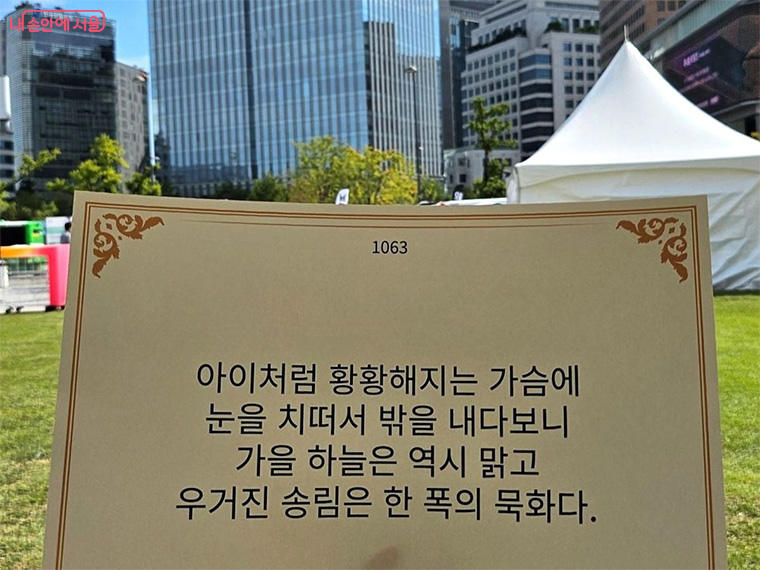 내 손안에 서울
1063
아이처럼 황황해지는 가슴에
눈을 치떠서 밖을 내다보니
가을 하늘은 역시 맑고
우거진 송림은 한 폭의 묵화다.